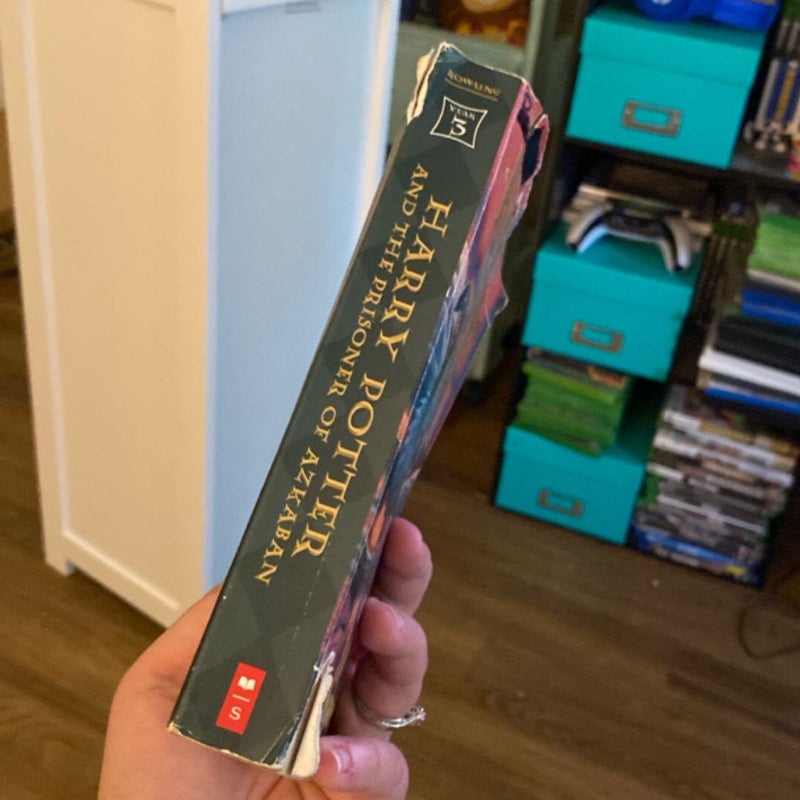 ROWLING
YEAR
3
HARRY POTTER
AND THE PRISONER OF AZKABAN
S